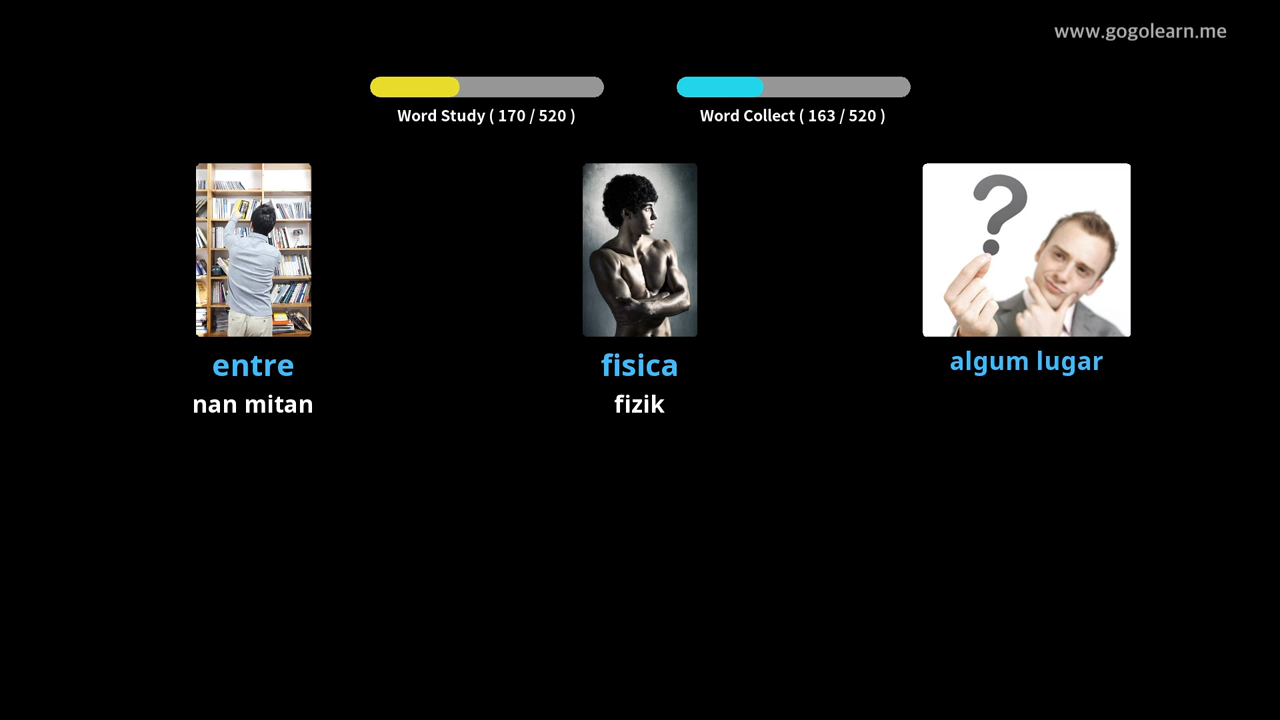 www.gogolearn.me
Word Study ( 170 / 520 )
Word Collect ( 163 / 520 )
entre
nan mitan
fisica
fizik
algum lugar